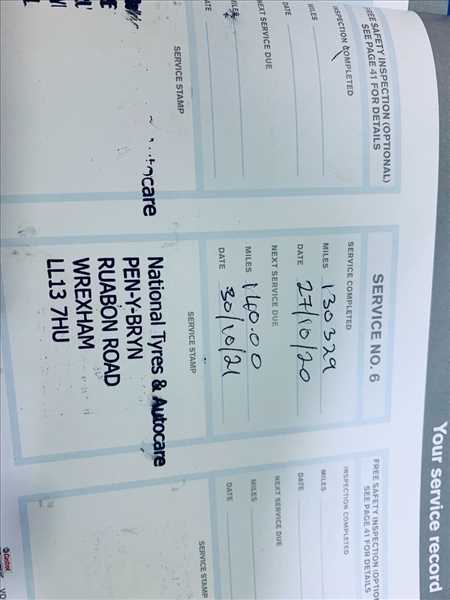 Your service record
FREE SAFETY INSPECTION (OPTIONAL)
SEE PAGE 41 FOR DETAILS
INSPECTION COMPLETED
MILES
DATE
NEXT SERVICE DUE
MILES
DATE
SERVICE STAMP
SERVICE NO. 6
SERVICE COMPLETED
MILES 130329
DATE 27/10/20
NEXT SERVICE DUE
MILES 140.00
DATE 30/10/21
SERVICE STAMP
National Tyres & Autocare
PEN-Y-BRYN
RUABON ROAD
WREXHAM
LL13 7HU
FREE SAFETY INSPECTION (OPTIO
SEE PAGE 41 FOR DETAILS
INSPECTION COMPLETED
MILES
DATE
NEXT SERVICE DUE
MILES
DATE
SERVICE STAMP
Castrol